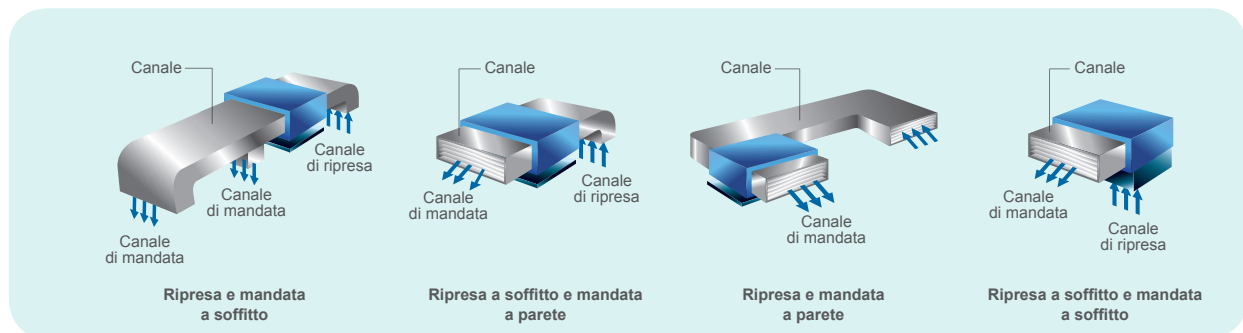 Canale
Canale
di ripresa
Canale
di mandata
Canale
di mandata
Ripresa e mandata
a soffitto
Canale
Canale
di mandata
Canale
di ripresa
Ripresa a soffitto e mandata
a parete
Canale
Canale
di mandata
Ripresa e mandata
a parete
Canale
Canale
di mandata
Canale
di ripresa
Ripresa a soffitto e mandata
a soffitto